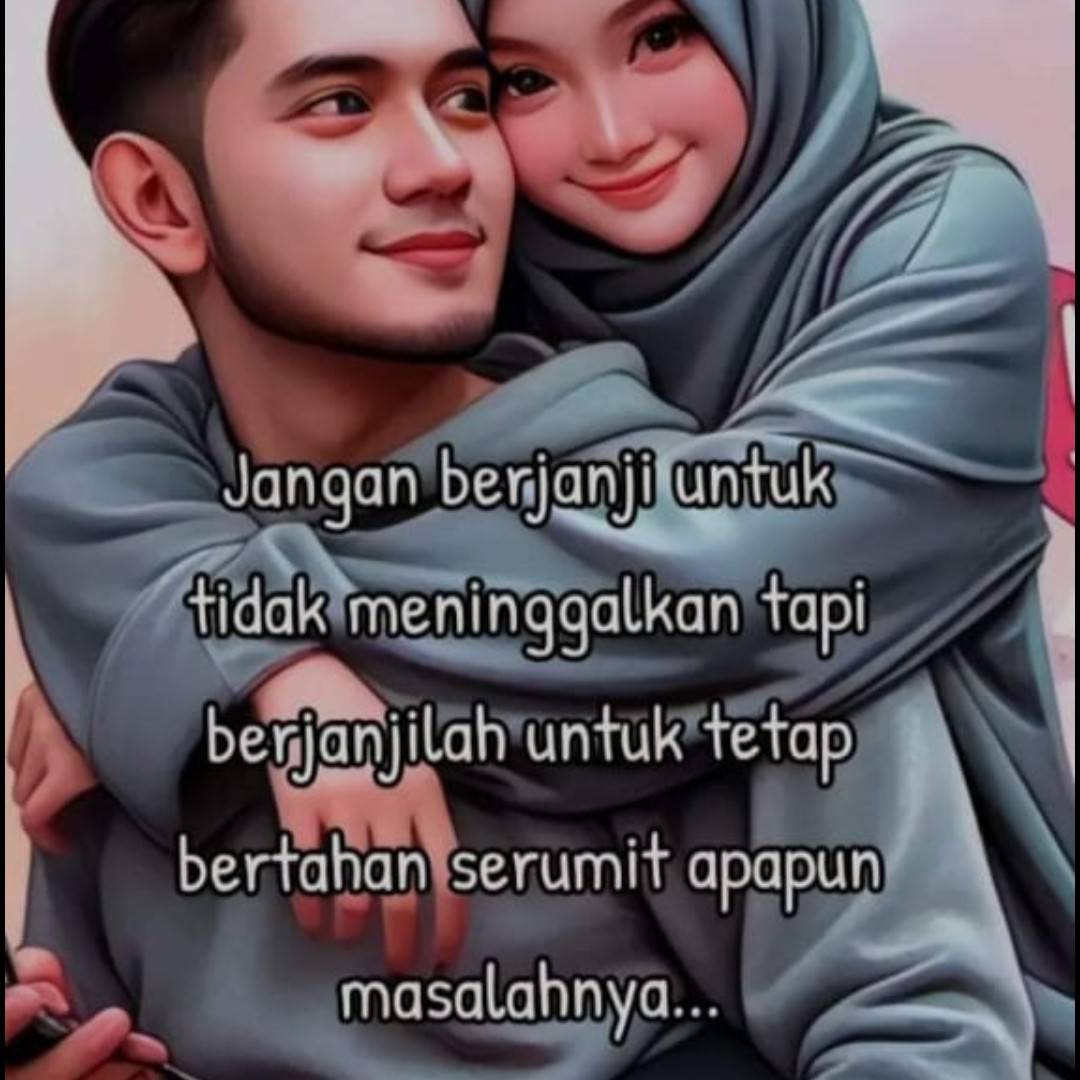 Jangan berjanji untuk
tidak meninggalkan tapi
berjanjilah untuk tetap
bertahan serumit apapun
masalahnya...